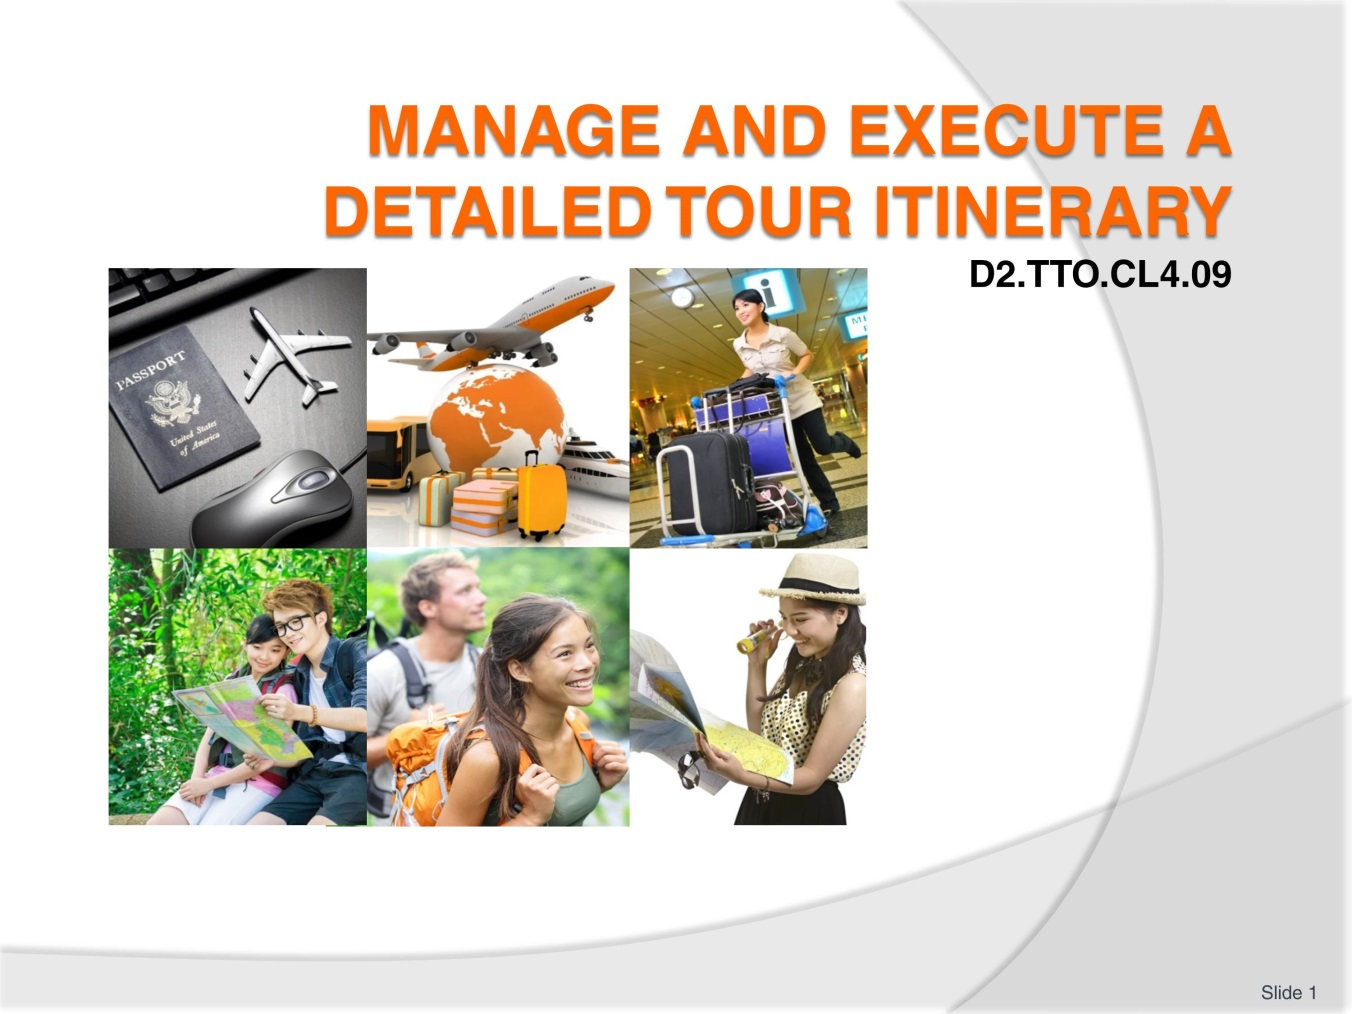 MANAGE AND EXECUTE A
DETAILED TOUR ITINERARY
D2.TTO.CL4.09
PASSPORT
United States
of America
i
Slide 1